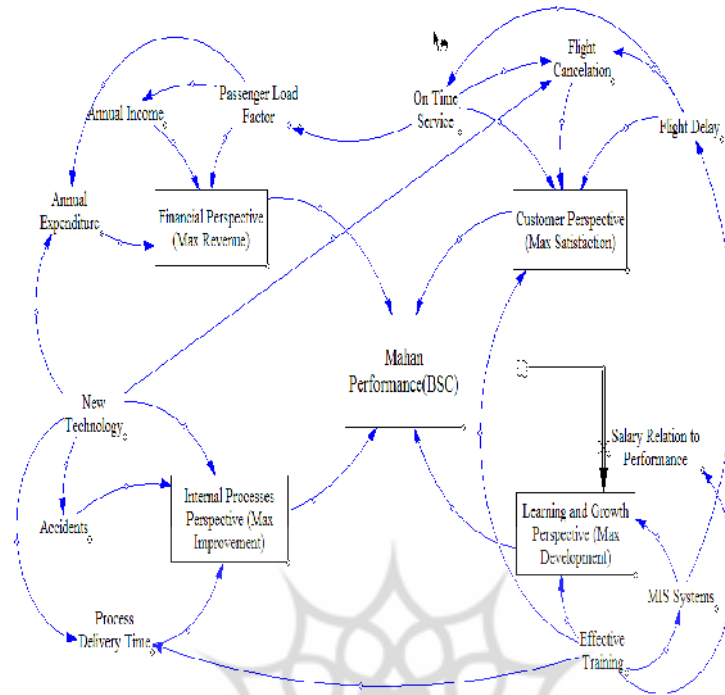 Flight
Cancelation
Passenger Load
Factor
On Time
Service
Annual Income
Flight Delay
Annual
Expenditure
Financial Perspective
(Max Revenue)
Customer Perspective
(Max Satisfaction)
Mahan
Performance(BSC)
New
Technology
Salary Relation to
Performance
Internal Processes
Perspective (Max
Improvement)
Learning and Growth
Perspective (Max
Development)
Accidents
MIS Systems
Process
Delivery Time
Effective
Training